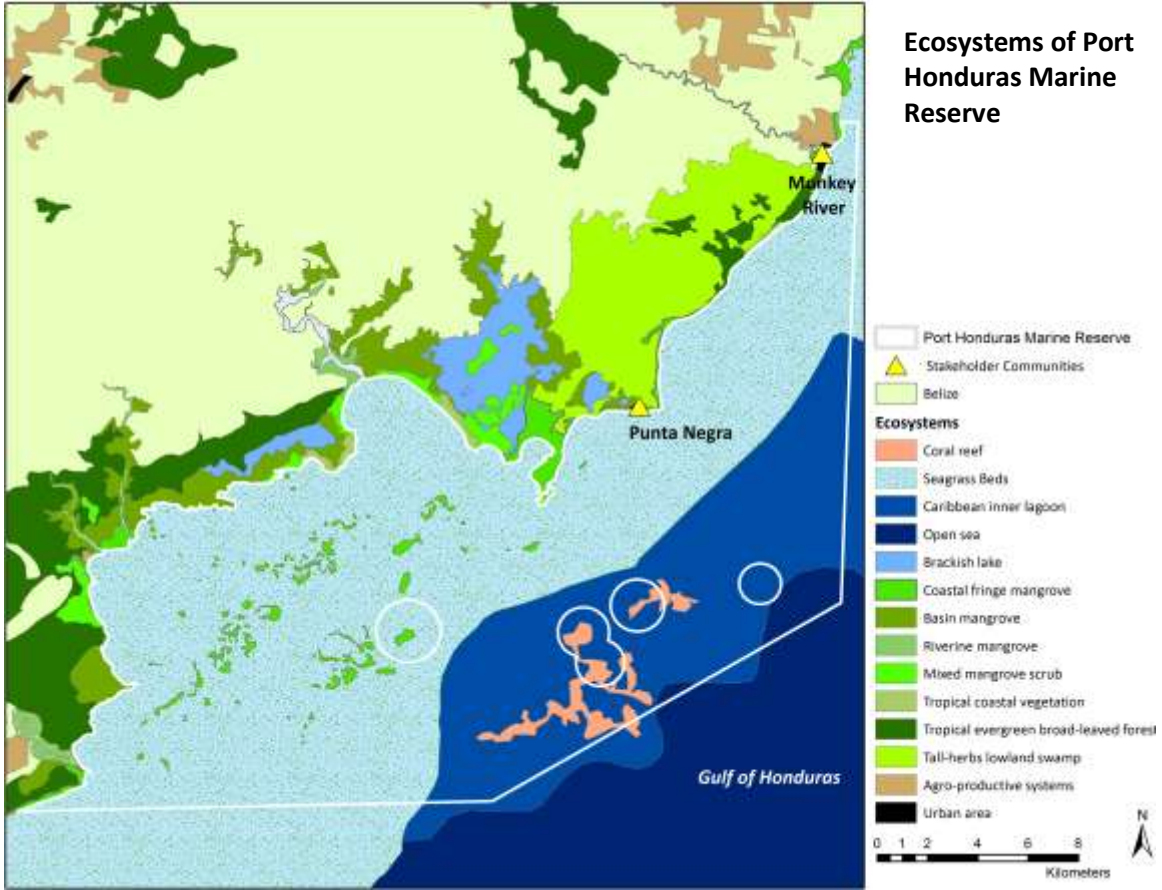 Ecosystems of Port
Honduras Marine
Reserve
Monkey
River
Punta Negra
Gulf of Honduras
Port Honduras Marine Reserve
Stakeholder Communities
Belize
Ecosystems
Coral reef
Seagrass Beds
Caribbean inner lagoon
Open sea
Brackish lake
Coastal fringe mangrove
Basin mangrove
Riverine mangrove
Mixed mangrove scrub
Tropical coastal vegetation
Tropical evergreen broad-leaved forest
Tall-herbs lowland swamp
Agro-productive systems
Urban area
N
0 1 2 4 6 8
Kilometers